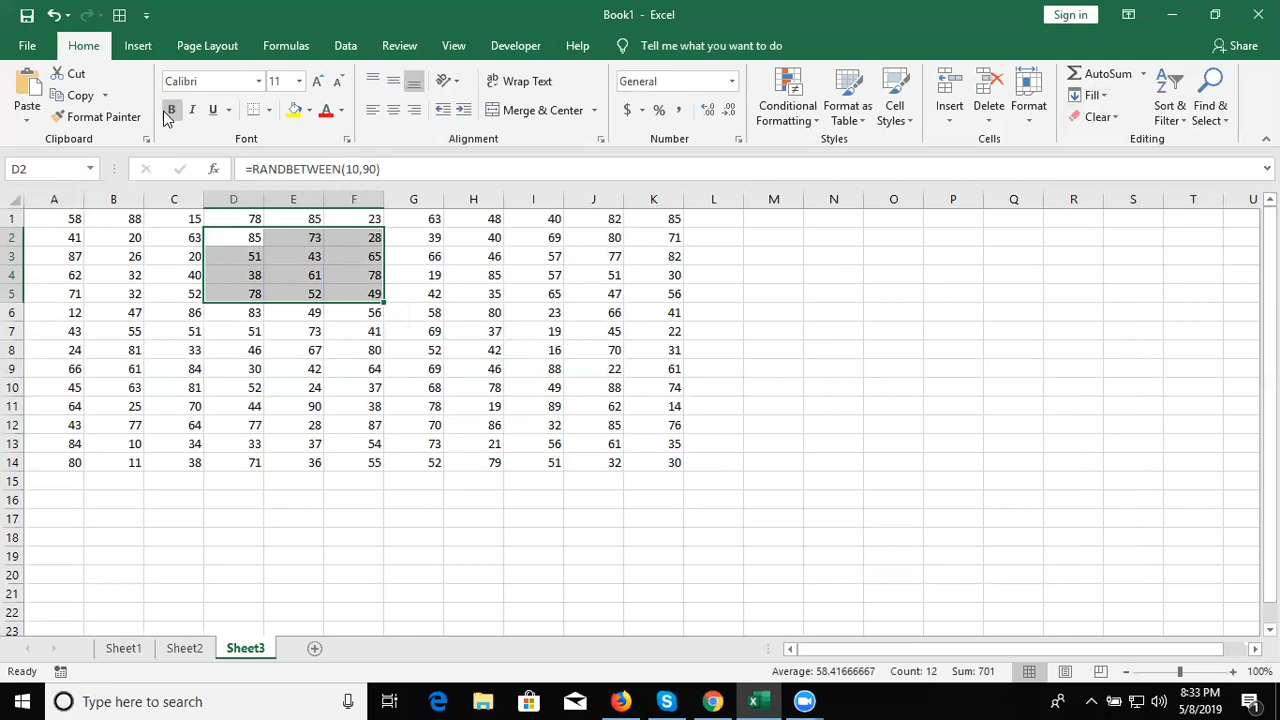 Book1 - Excel
Sign in
File Home Insert Page Layout Formulas Data Review View Developer Help Tell me what you want to do Share
Paste
Cut
Copy
Format Painter
Clipboard
Calibri 11
B I U
Font
Wrap Text
Merge & Center
Alignment
General
$ % ,
Number
Conditional Formatting
Format as Table
Cell Styles
Styles
Insert Delete Format
Cells
AutoSum
Fill
Clear
Sort & Filter
Find & Select
Editing
D2 fx =RANDBETWEEN(10,90)
A B C D E F G H I J K L M N O P Q R S T U
1 58 88 15 78 85 23 63 48 40 82 85
2 41 20 63 85 73 28 39 40 69 80 71
3 87 26 20 51 43 65 66 46 57 77 82
4 62 32 40 38 61 78 19 85 57 51 30
5 71 32 52 78 52 49 42 35 65 47 56
6 12 47 86 83 49 56 58 80 23 66 41
7 43 55 51 51 73 41 69 37 19 45 22
8 24 81 33 46 67 80 52 42 16 70 31
9 66 61 84 30 42 64 69 46 88 22 61
10 45 63 81 52 24 37 68 78 49 88 74
11 64 25 70 44 90 38 78 19 89 62 14
12 43 77 64 77 28 87 70 86 32 85 76
13 84 10 34 33 37 54 73 21 56 61 35
14 80 11 38 71 36 55 52 79 51 32 30
15
16
17
18
19
20
21
22
23
Sheet1 Sheet2 Sheet3
Ready Average: 58.41666667 Count: 12 Sum: 701 100%
Type here to search
8:33 PM
5/8/2019
1